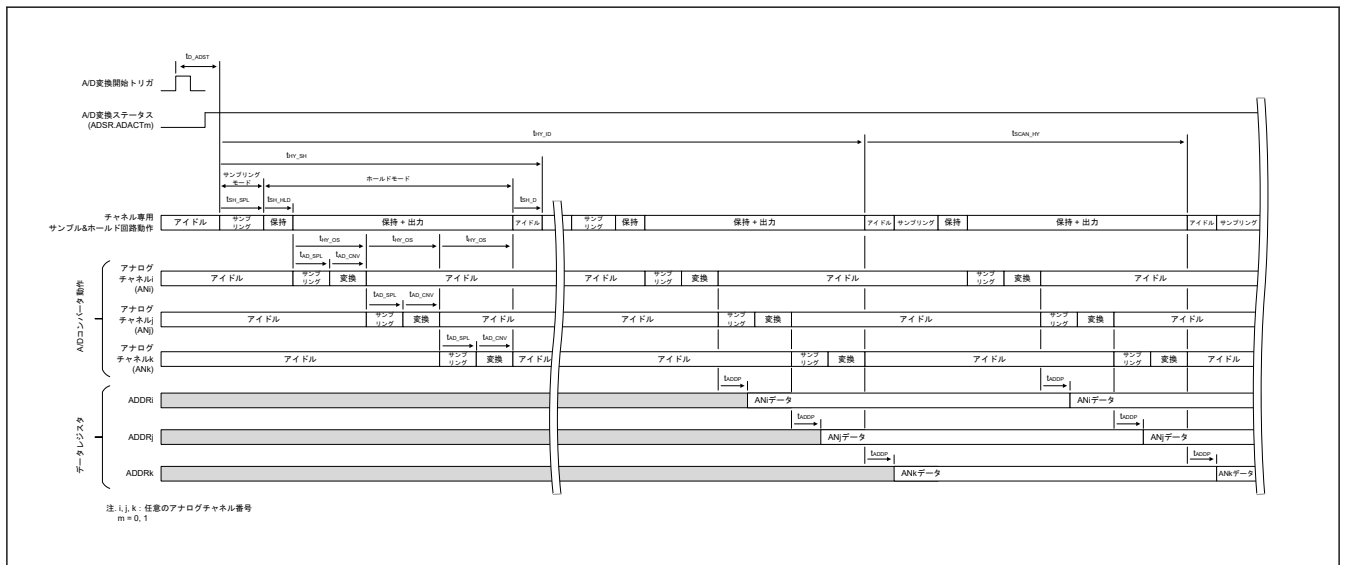 tD_ADST
A/D変換開始トリガ
A/D変換ステータス
(ADSR.ADACTm)
tHY_ID
tSCAN_HY
tHY_SH
サンプリング
モード
ホールドモード
tSH_SPL
tSH_HLD
tSH_D
チャネル専用
サンプル&ホールド回路動作
アイドル
サンプ
リング
保持
保持 + 出力
アイドル
サンプ
リング
保持
保持 + 出力
アイドル
サンプリング
保持
保持 + 出力
アイドル
サンプリング
tHY_OS
tHY_OS
tHY_OS
tAD_SPL
tAD_CNV
A/Dコンバータ動作
アナログ
チャネルi
(ANi)
アイドル
サンプ
リング
変換
アイドル
アイドル
サンプ
リング
変換
アイドル
サンプ
リング
変換
アイドル
tAD_SPL
tAD_CNV
アナログ
チャネルj
(ANj)
アイドル
サンプ
リング
変換
アイドル
アイドル
サンプ
リング
変換
アイドル
サンプ
リング
変換
アイドル
tAD_SPL
tAD_CNV
アナログ
チャネルk
(ANk)
アイドル
サンプ
リング
変換
アイドル
アイドル
サンプ
リング
変換
アイドル
サンプ
リング
変換
アイドル
データレジスタ
tADDP
tADDP
ADDRi
ANiデータ
ANiデータ
tADDP
tADDP
ADDRj
ANjデータ
ANjデータ
tADDP
tADDP
ADDRk
ANkデータ
ANkデータ
注. i, j, k : 任意のアナログチャネル番号
m = 0, 1